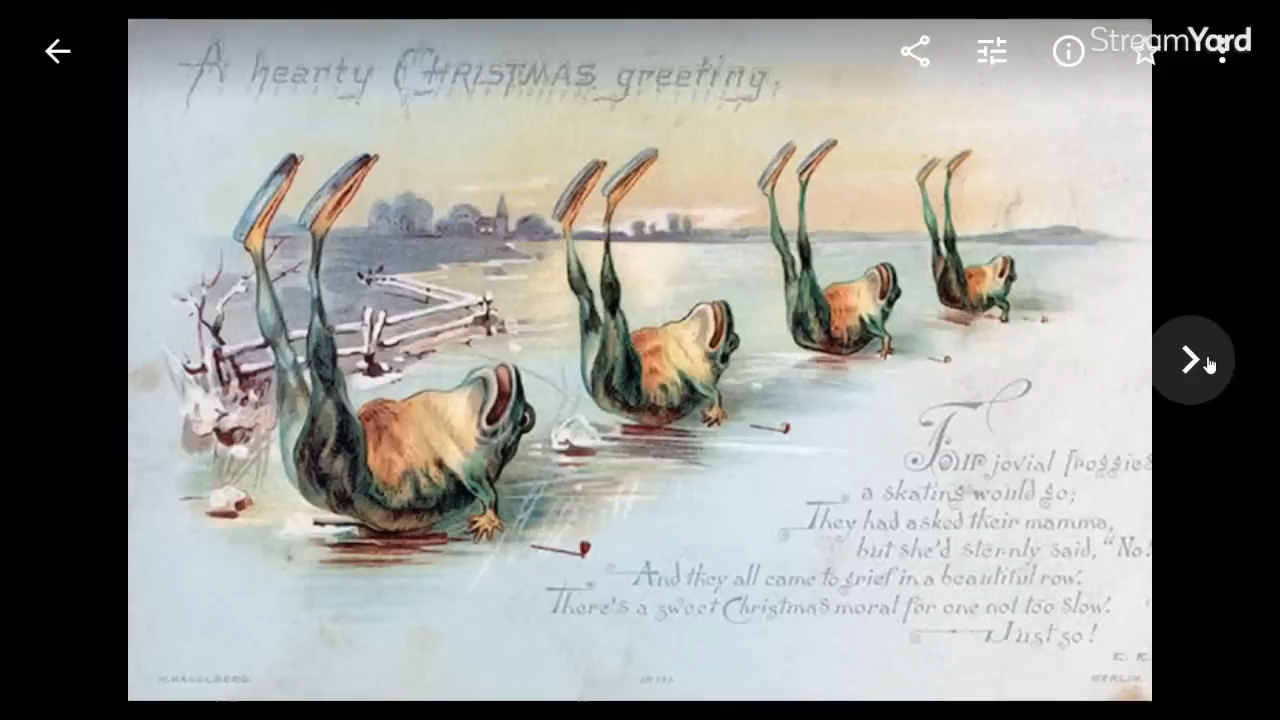 StreamYard
A hearty CHRISTMAS greeting.
Four jovial froggies
a skating would go;
They had asked their mamma,
but she'd sternly said, "No!
And they all came to grief in a beautiful row.
There's a sweet Christmas moral for one not too slow.
Just so!
E. E.
BERLIN.